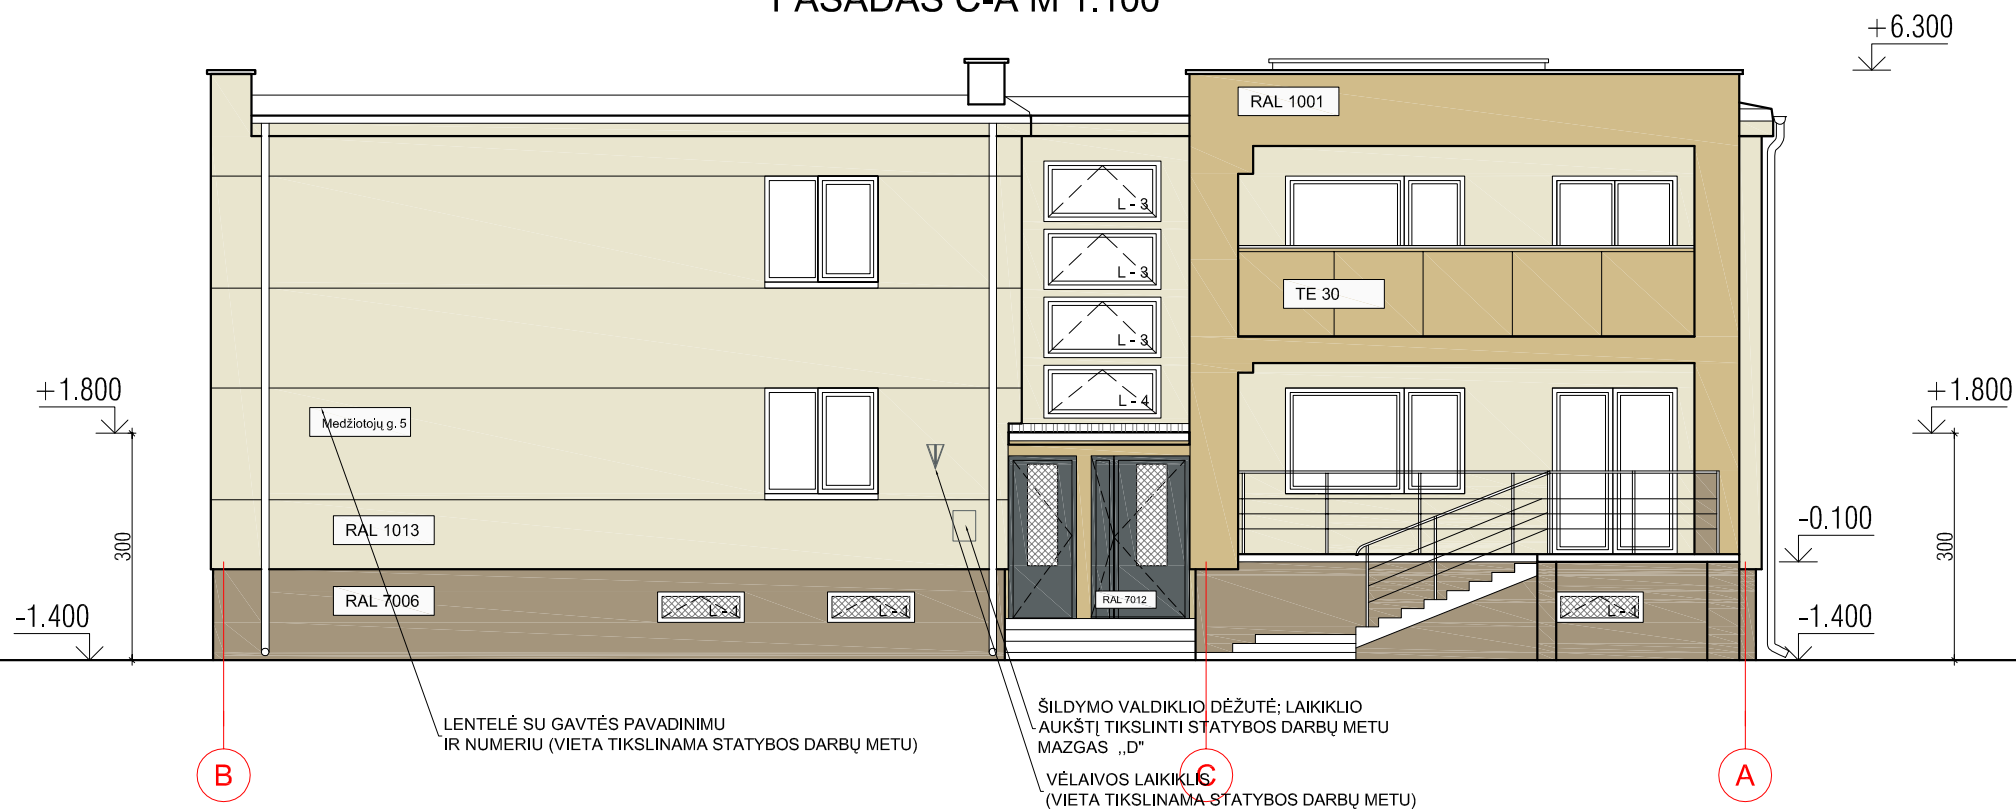 FASADAS C-A M 1:100
+6.300
RAL 1001
L - 3
L - 3
TE 30
L - 3
+1.800
+1.800
L - 4
Medžiotojų g. 5
RAL 1013
-0.100
300
300
RAL 7006
RAL 7012
L - 1
L - 1
L - 1
-1.400
-1.400
LENTELĖ SU GAVTĖS PAVADINIMU
IR NUMERIU (VIETA TIKSLINAMA STATYBOS DARBŲ METU)
ŠILDYMO VALDIKLIO DĖŽUTĖ; LAIKIKLIO
AUKŠTĮ TIKSLINTI STATYBOS DARBŲ METU
MAZGAS ,,D"
VĖLAIVOS LAIKIKLIS
(VIETA TIKSLINAMA STATYBOS DARBŲ METU)
B
C
A